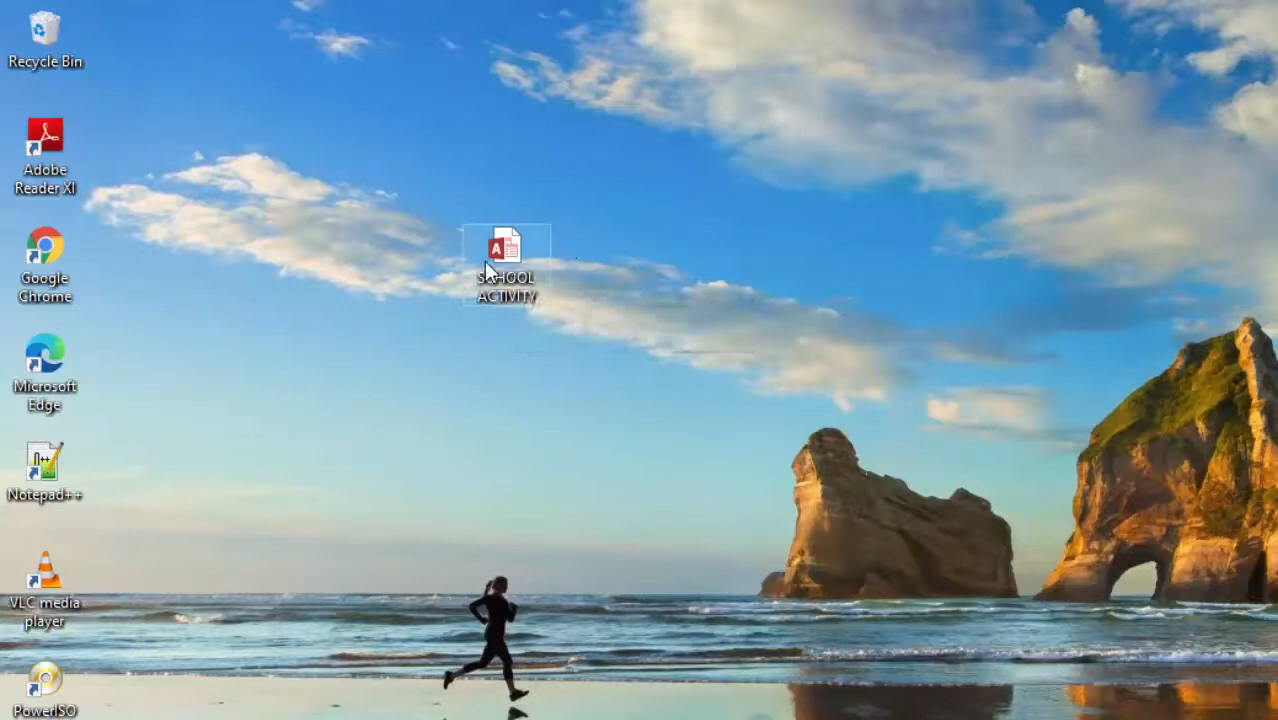 Recycle Bin
Adobe
Reader XI
Google
Chrome
Microsoft
Edge
Notepad++
VLC media
player
PowerISO
SCHOOL
ACTIVITY